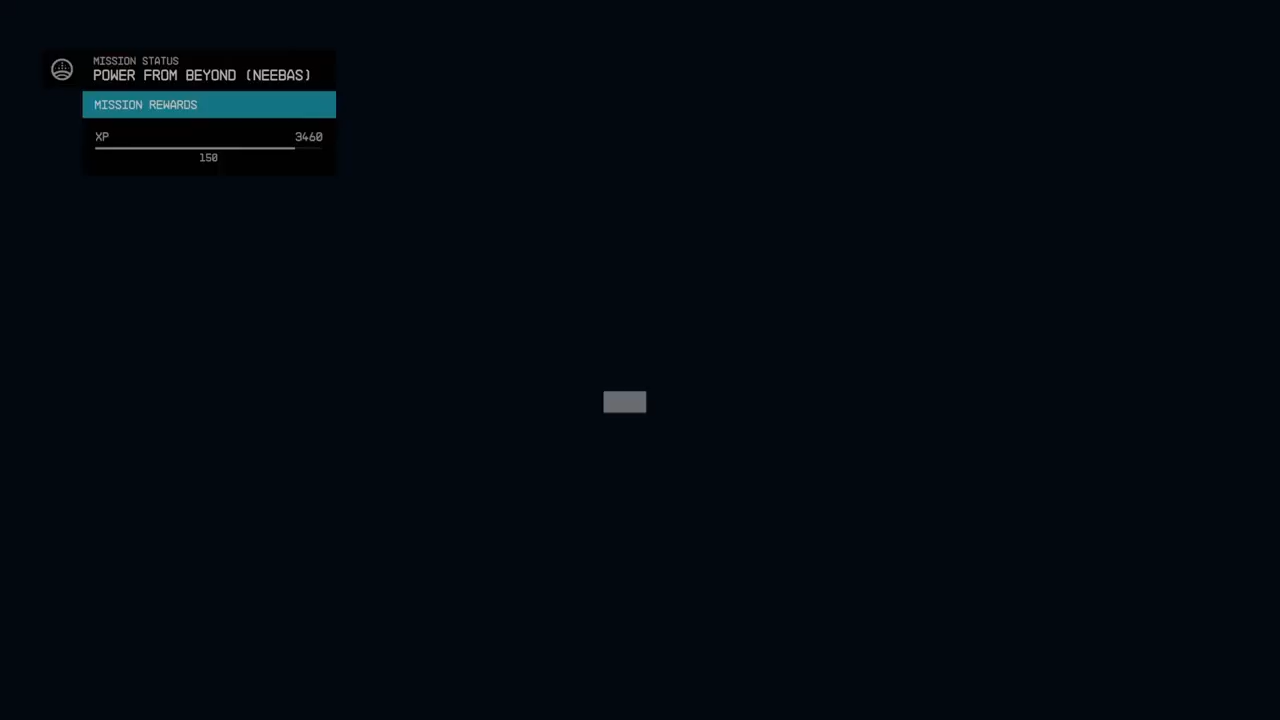 MISSION STATUS
POWER FROM BEYOND (NEEBAS)
MISSION REWARDS
XP 3460
150